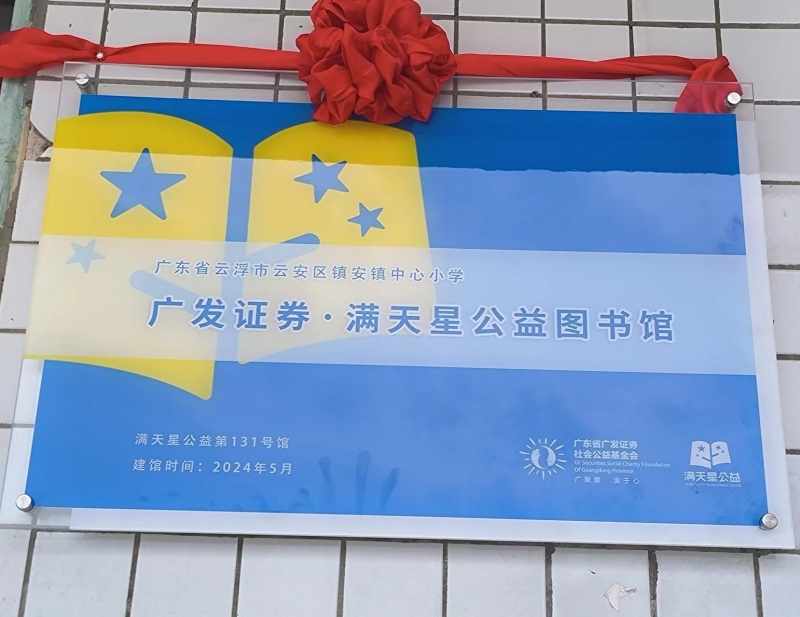 广东省云浮市云安区镇安镇中心小学
广发证券·满天星公益图书馆
满天星公益第131号馆
建馆时间：2024年5月
广东省广发证券
社会公益基金会
GF Securities Social Charity Foundation
Of Guangdong Province
广聚爱 发于心
满天星公益